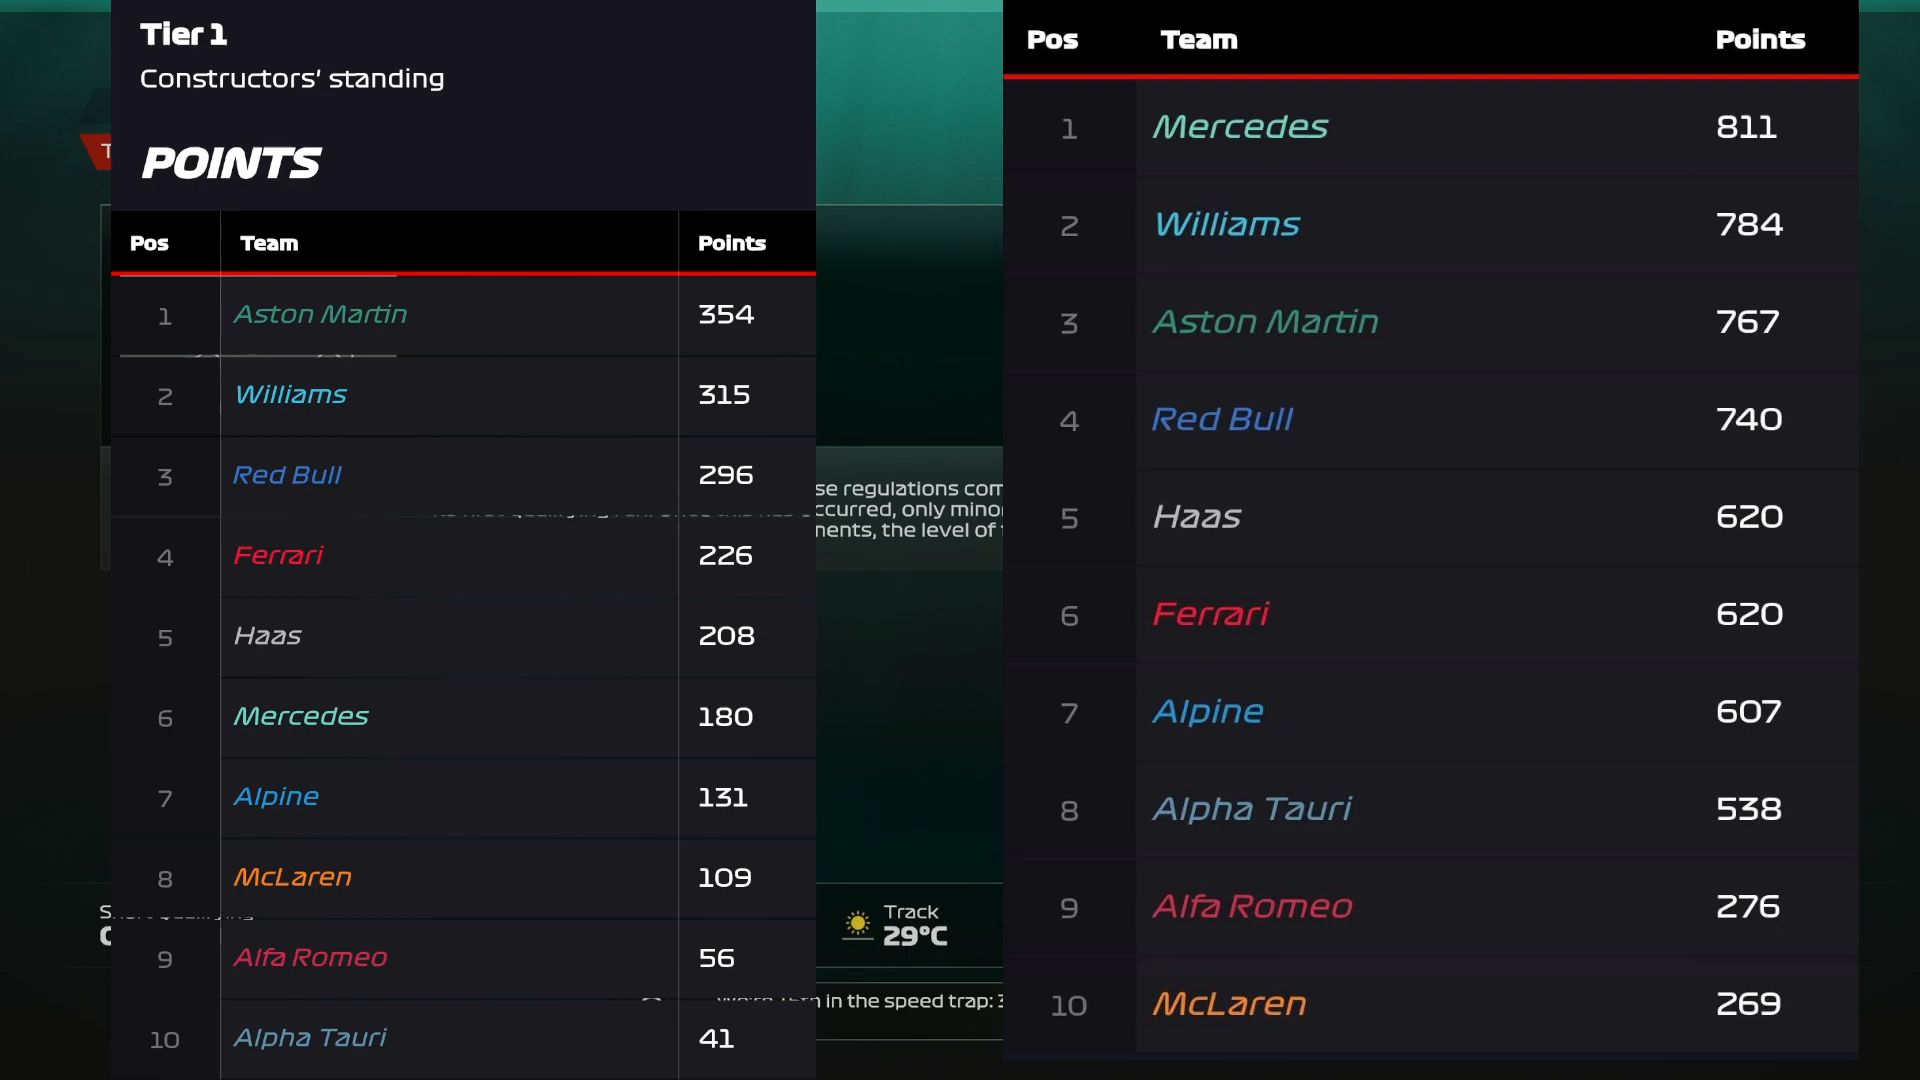 Tier 1
Constructors' standing
POINTS
Pos Team Points
1 Aston Martin 354
2 Williams 315
3 Red Bull 296
4 Ferrari 226
5 Haas 208
6 Mercedes 180
7 Alpine 131
8 McLaren 109
9 Alfa Romeo 56
10 Alpha Tauri 41
se regulations com
ccurred, only mino
nents, the level of
Track
29°C
in the speed trap:
Pos Team Points
1 Mercedes 811
2 Williams 784
3 Aston Martin 767
4 Red Bull 740
5 Haas 620
6 Ferrari 620
7 Alpine 607
8 Alpha Tauri 538
9 Alfa Romeo 276
10 McLaren 269